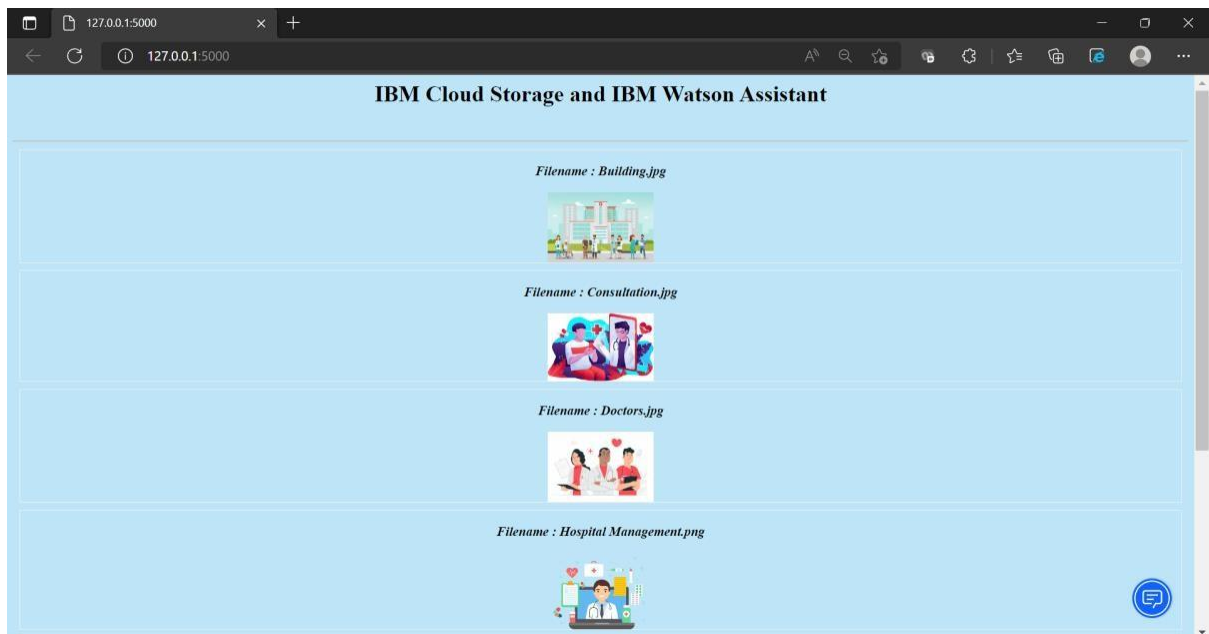 127.0.0.1:5000
127.0.0.1:5000
IBM Cloud Storage and IBM Watson Assistant
Filename : Building.jpg
Filename : Consultation.jpg
Filename : Doctors.jpg
Filename : Hospital Management.png